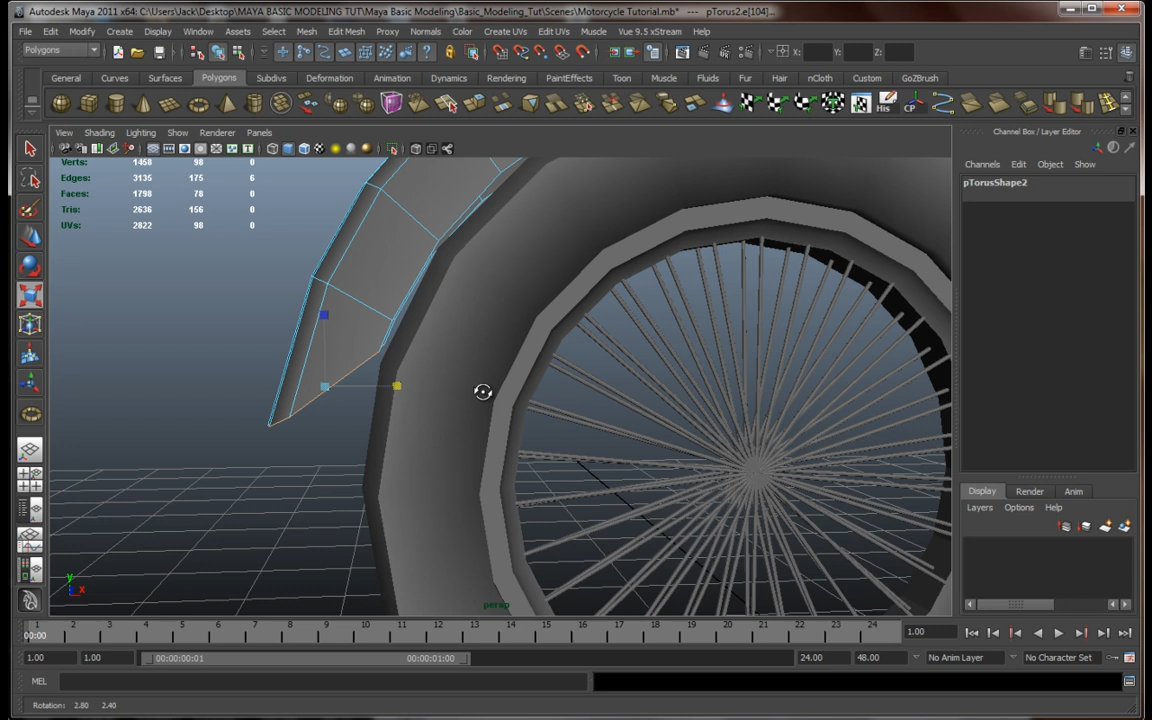 Autodesk Maya 2011 x64: C:\Users\Jack\Desktop\MAYA BASIC MODELING TUT\Maya Basic Modeling\Basic_Modeling_Tut\Scenes\Motorcycle Tutorial.mb*   ---   pTorus2.e[104]...
File Edit Modify Create Display Window Assets Select Mesh Edit Mesh Proxy Normals Color Create UVs Edit UVs Muscle Vue 9.5 xStream Help
Polygons X: Y: Z:
General Curves Surfaces Polygons Subdivs Deformation Animation Dynamics Rendering PaintEffects Toon Muscle Fluids Fur Hair nCloth Custom GoZBrush
His CP
View Shading Lighting Show Renderer Panels
Channel Box / Layer Editor
Channels Edit Object Show
Verts: 1458 98 0
Edges: 3135 175 6
Faces: 1798 78 0
Tris: 2636 156 0
UVs: 2822 98 0
pTorusShape2
Display Render Anim
Layers Options Help
y
x
persp
1 2 3 4 5 6 7 8 9 10 11 12 13 14 15 16 17 18 19 20 21 22 23 24
00:00
1.00
1.00 1.00 00:00:00:01 00:00:01:00 24.00 48.00 No Anim Layer No Character Set
MEL
Rotation: 2.80 2.40